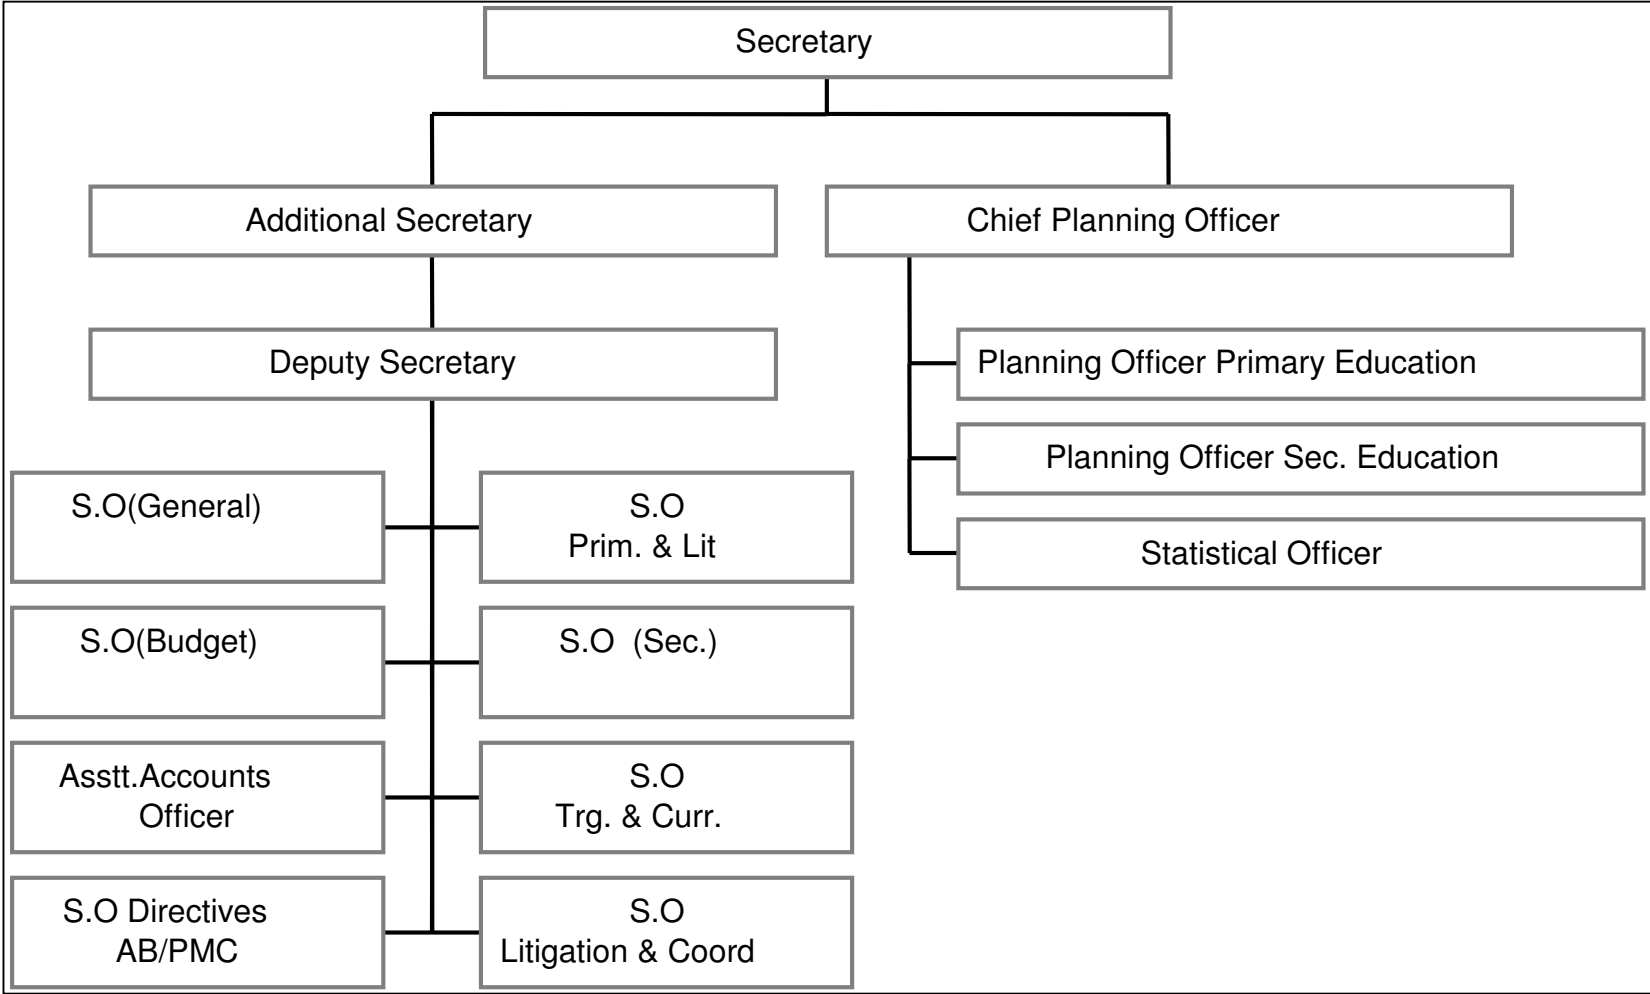 Secretary
Additional Secretary
Chief Planning Officer
Deputy Secretary
Planning Officer Primary Education
Planning Officer Sec. Education
Statistical Officer
S.O(General)
S.O
Prim. & Lit
S.O(Budget)
S.O (Sec.)
Asstt.Accounts
Officer
S.O
Trg. & Curr.
S.O Directives
AB/PMC
S.O
Litigation & Coord